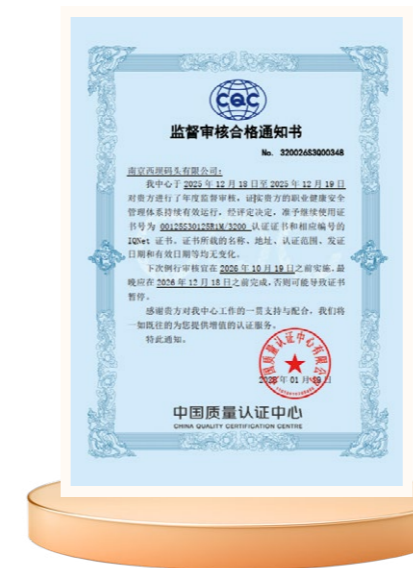 CQC
监督审核合格通知书
No. 32002683Q00348
南京西坝码头有限公司：
我中心于 2025 年 12 月 18 日至 2025 年 12 月 19 日
对贵方进行了年度监督审核，证实贵方的职业健康安全
管理体系持续有效运行，经评定决定，准予继续使用证
书号为 00125S30125R1M/3200 认证证书和相应编号的
IQNet 证书。证书所载的名称、地址、认证范围、发证
日期和有效日期等均无变化。
下次例行审核宜在 2026 年 10 月 19 日之前实施，最
晚应在 2026 年 12 月 18 日之前完成，否则可能导致证书
暂停。
感谢贵方对我中心工作的一贯支持与配合，我们将
一如既往的为您提供增值的认证服务。
特此通知。
年 01 月 日
中国质量认证中心
CHINA QUALITY CERTIFICATION CENTRE